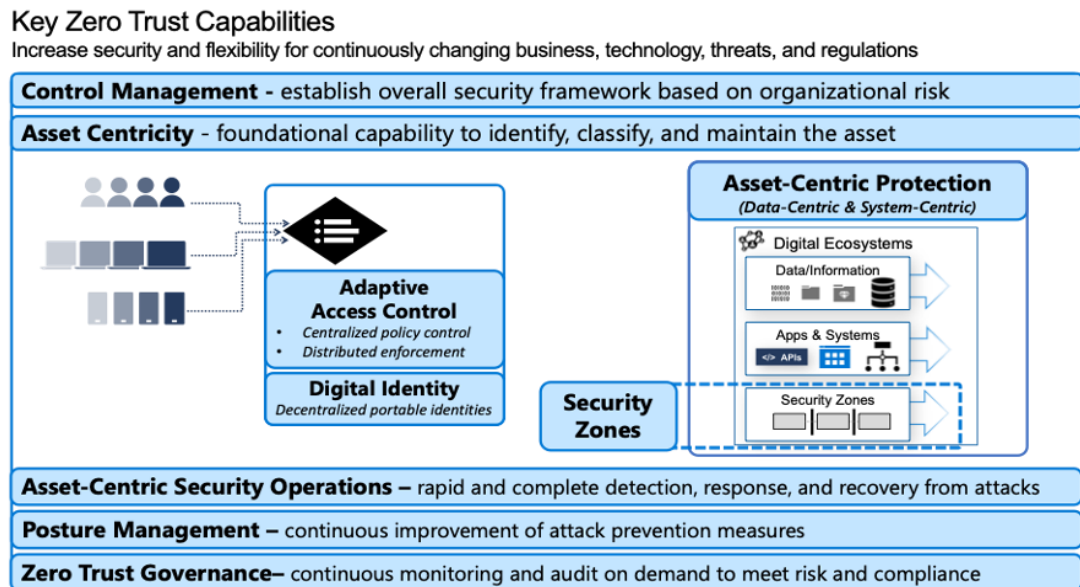 Key Zero Trust Capabilities
Increase security and flexibility for continuously changing business, technology, threats, and regulations
Control Management - establish overall security framework based on organizational risk
Asset Centricity - foundational capability to identify, classify, and maintain the asset
Adaptive
Access Control
• Centralized policy control
• Distributed enforcement
Digital Identity
Decentralized portable identities
Asset-Centric Protection
(Data-Centric & System-Centric)
Digital Ecosystems
Data/Information
Apps & Systems
</> APIs
Security
Zones
Security Zones
Asset-Centric Security Operations – rapid and complete detection, response, and recovery from attacks
Posture Management – continuous improvement of attack prevention measures
Zero Trust Governance– continuous monitoring and audit on demand to meet risk and compliance